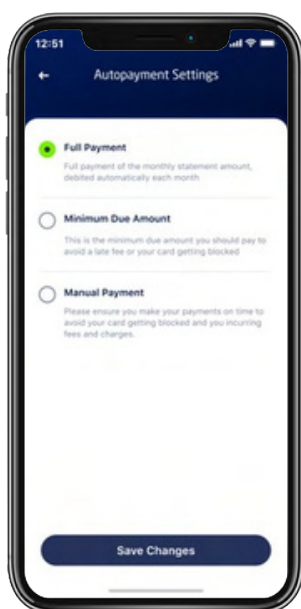 12:51
Autopayment Settings
Full Payment
Full payment of the monthly statement amount,
debited automatically each month
Minimum Due Amount
This is the minimum due amount you should pay to
avoid a late fee or your card getting blocked
Manual Payment
Please ensure you make your payments on time to
avoid your card getting blocked and you incurring
fees and charges.
Save Changes